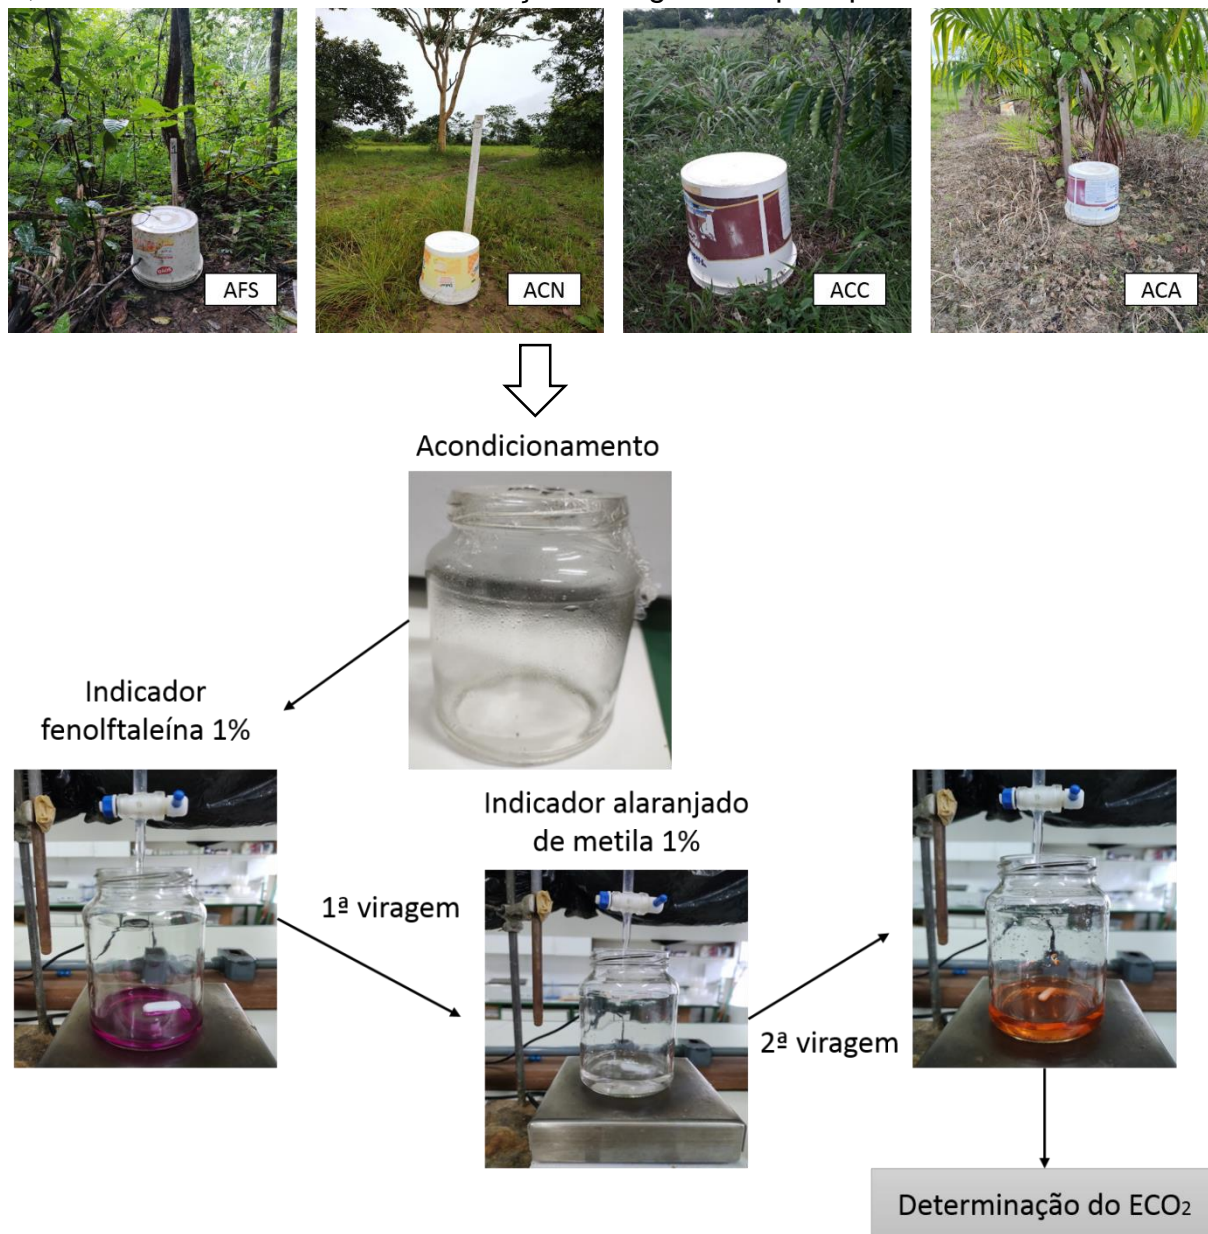 AFS
ACN
ACC
ACA
Acondicionamento
Indicador
fenolftaleína 1%
Indicador alaranjado
de metila 1%
1ª viragem
2ª viragem
Determinação do ECO₂